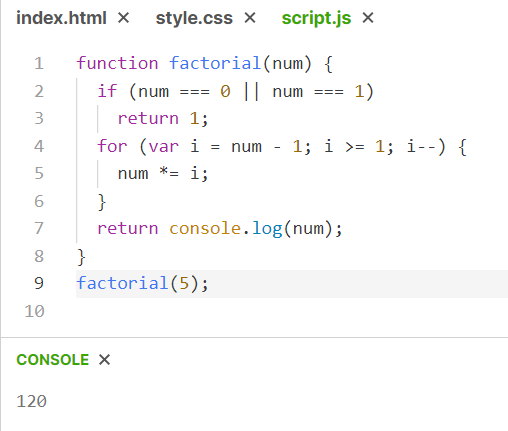 index.html × style.css × script.js ×
1 function factorial(num) {
2   if (num === 0 || num === 1)
3     return 1;
4   for (var i = num - 1; i >= 1; i--) {
5     num *= i;
6   }
7   return console.log(num);
8 }
9 factorial(5);
10
CONSOLE ×
120